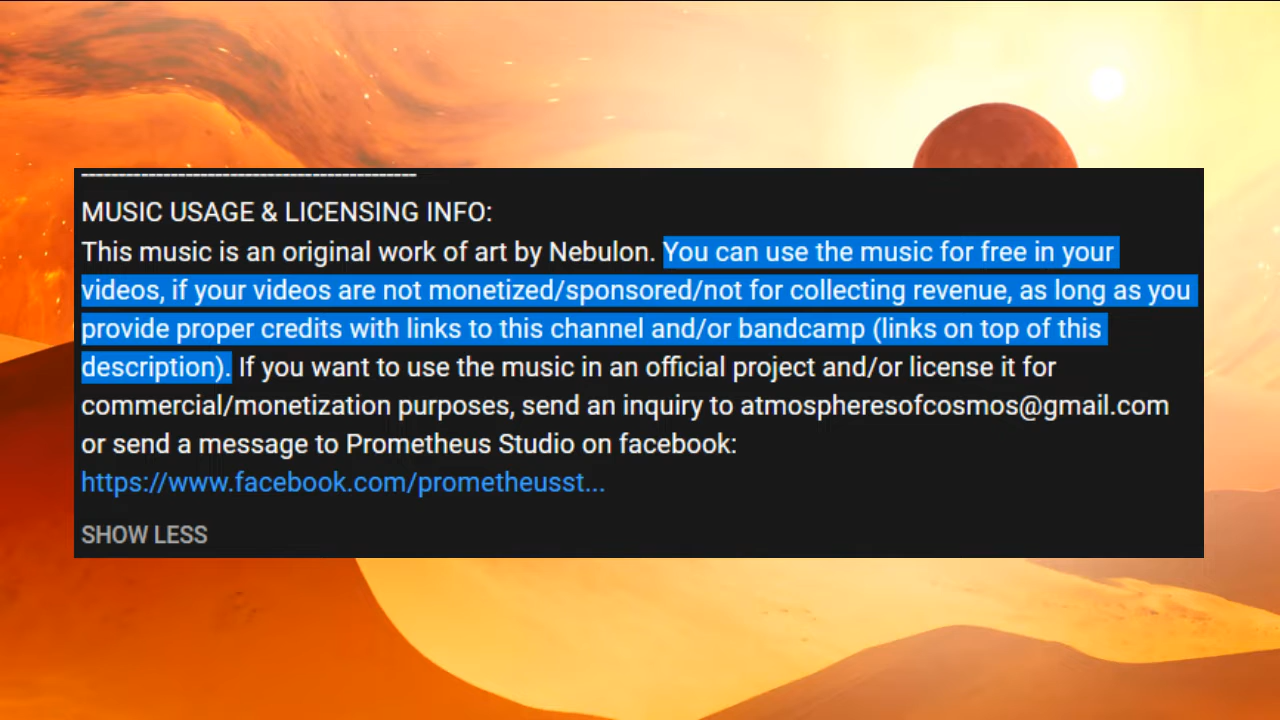 MUSIC USAGE & LICENSING INFO:
This music is an original work of art by Nebulon. You can use the music for free in your
videos, if your videos are not monetized/sponsored/not for collecting revenue, as long as you
provide proper credits with links to this channel and/or bandcamp (links on top of this
description). If you want to use the music in an official project and/or license it for
commercial/monetization purposes, send an inquiry to atmospheresofcosmos@gmail.com
or send a message to Prometheus Studio on facebook:
https://www.facebook.com/prometheusst...
SHOW LESS